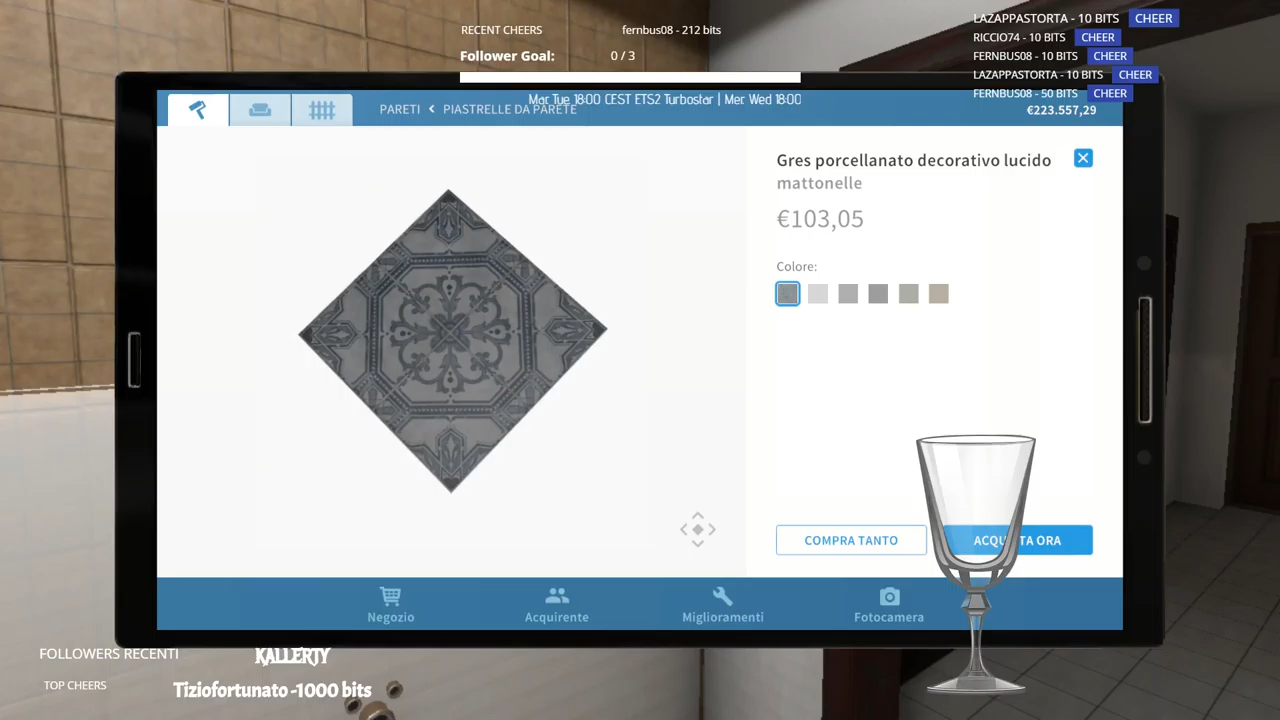 RECENT CHEERS fernbus08 - 212 bits
Follower Goal: 0 / 3
LAZAPPASTORTA - 10 BITS CHEER
RICCIO74 - 10 BITS CHEER
FERNBUS08 - 10 BITS CHEER
LAZAPPASTORTA - 10 BITS CHEER
FERNBUS08 - 50 BITS CHEER
Mar Tue 18:00 CEST ETS2 Turbostar | Mer Wed 18:00
PARETI < PIASTRELLE DA PARETE
€223.557,29
Gres porcellanato decorativo lucido
mattonelle
€103,05
Colore:
COMPRA TANTO
ACQUISTA ORA
Negozio Acquirente Miglioramenti Fotocamera
FOLLOWERS RECENTI KALLERTY
TOP CHEERS Tiziofortunato -1000 bits